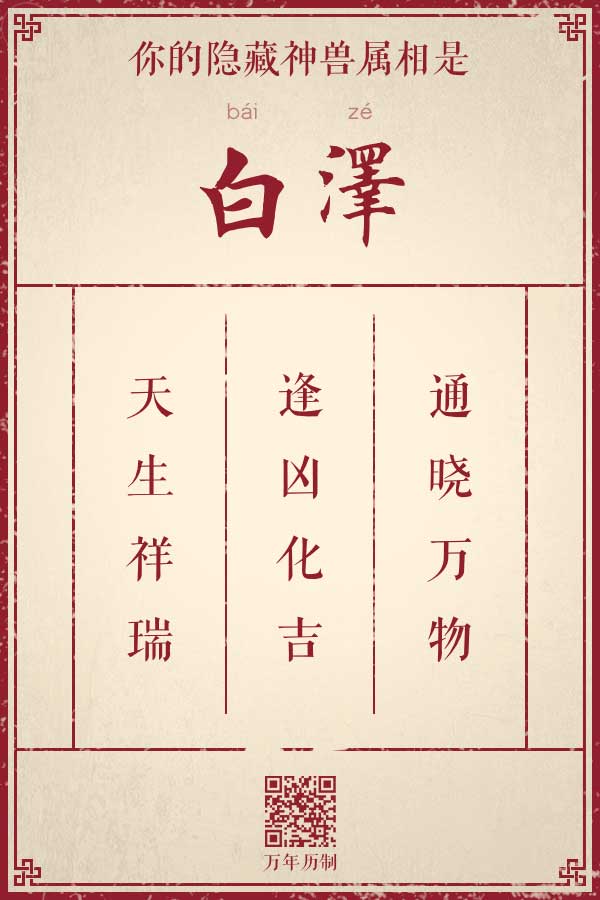 你的隐藏神兽属相是
bái zé
白澤
通晓万物
逢凶化吉
天生祥瑞
万年历制